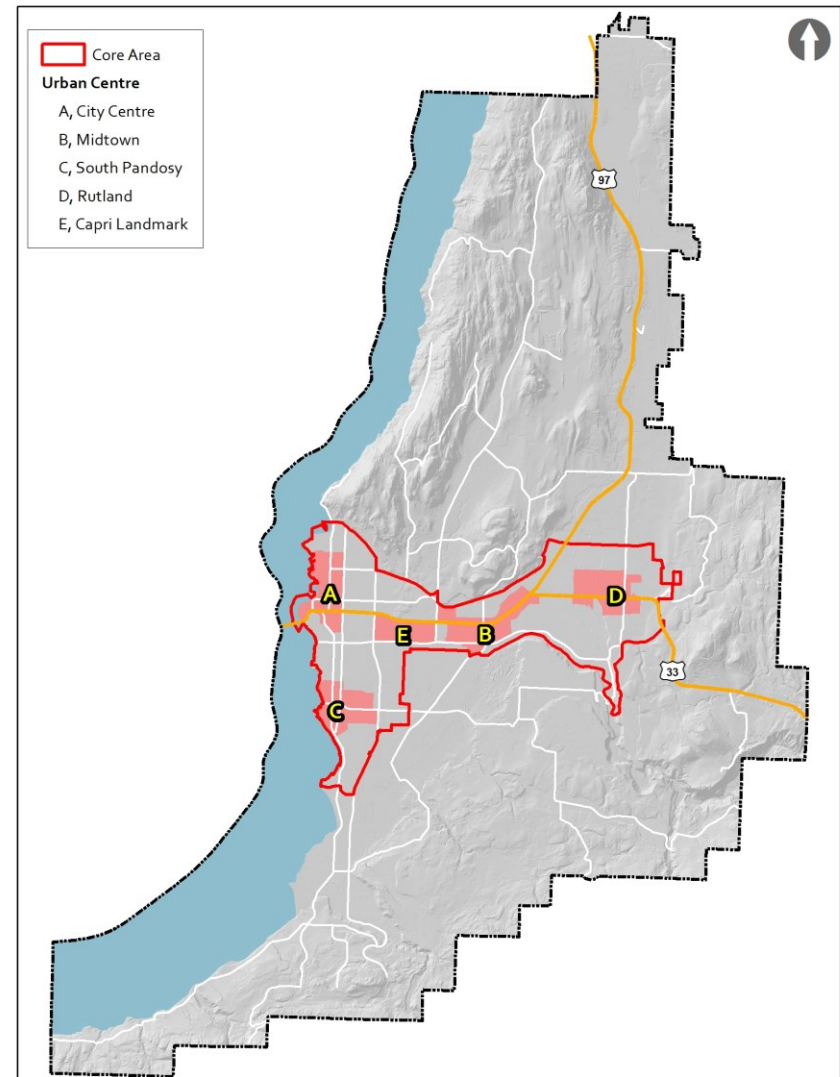 Core Area
Urban Centre
A, City Centre
B, Midtown
C, South Pandosy
D, Rutland
E, Capri Landmark
97
A
D
E
B
33
C